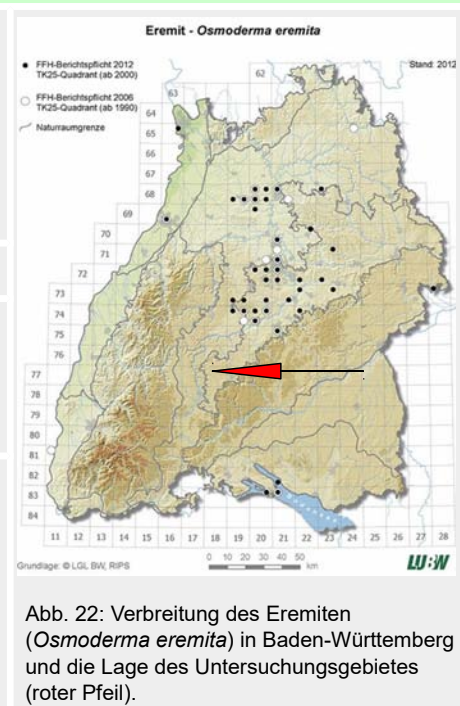 Eremit - Osmoderma eremita
FFH-Berichtspflicht 2012
TK25-Quadrant (ab 2000)
FFH-Berichtspflicht 2006
TK25-Quadrant (ab 1990)
Naturraumgrenze
Stand: 2012
62
63
64
65
66
67
68
69
70
71
72
73
74
75
76
77
78
79
80
81
82
83
84
11 12 13 14 15 16 17 18 19 20 21 22 23 24 25 26 27 28
Grundlage: © LGL BW, RIPS
0 10 20 30 40 50
km
LU:W
Abb. 22: Verbreitung des Eremiten
(Osmoderma eremita) in Baden-Württemberg
und die Lage des Untersuchungsgebietes
(roter Pfeil).